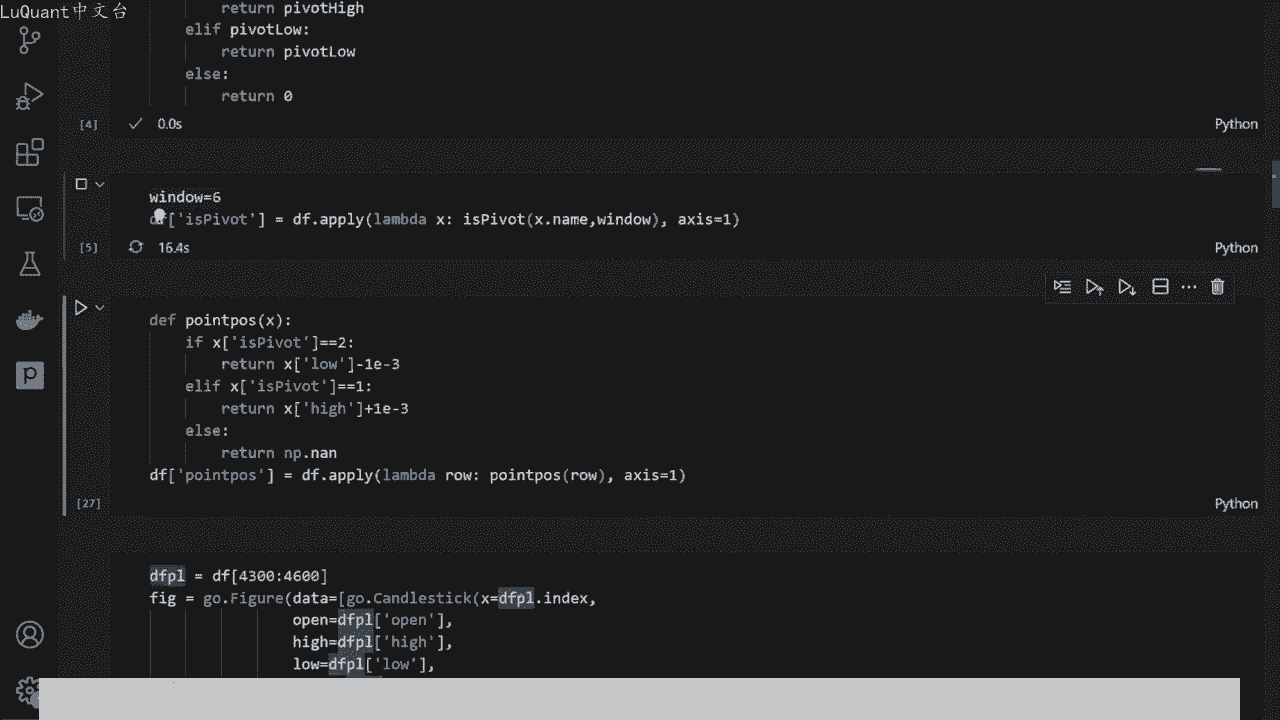 LuQuant中文台
return pivotHigh
elif pivotLow:
return pivotLow
else:
return 0
[4] 0.0s Python
window=6
df['isPivot'] = df.apply(lambda x: isPivot(x.name,window), axis=1)
[5] 16.4s Python
def pointpos(x):
if x['isPivot']==2:
return x['low']-1e-3
elif x['isPivot']==1:
return x['high']+1e-3
else:
return np.nan
df['pointpos'] = df.apply(lambda row: pointpos(row), axis=1)
[27] Python
dfpl = df[4300:4600]
fig = go.Figure(data=[go.Candlestick(x=dfpl.index,
open=dfpl['open'],
high=dfpl['high'],
low=dfpl['low'],